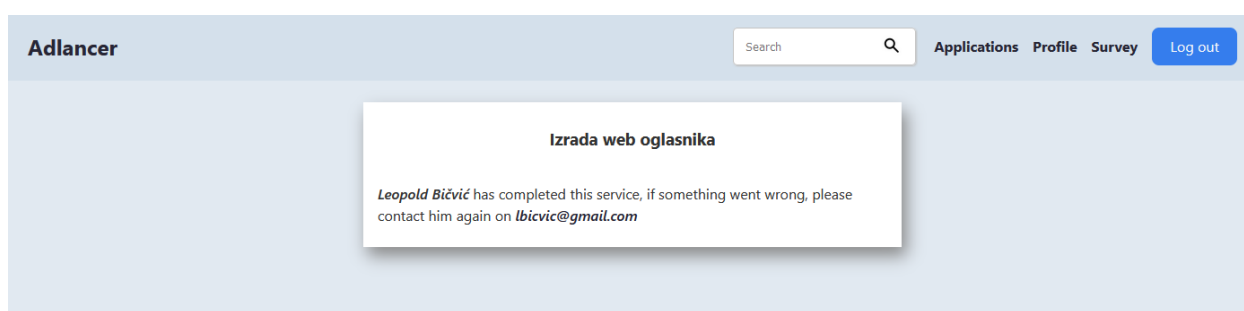 Adlancer
Search
Applications Profile Survey Log out
Izrada web oglasnika
Leopold Bičvić has completed this service, if something went wrong, please
contact him again on lbicvic@gmail.com